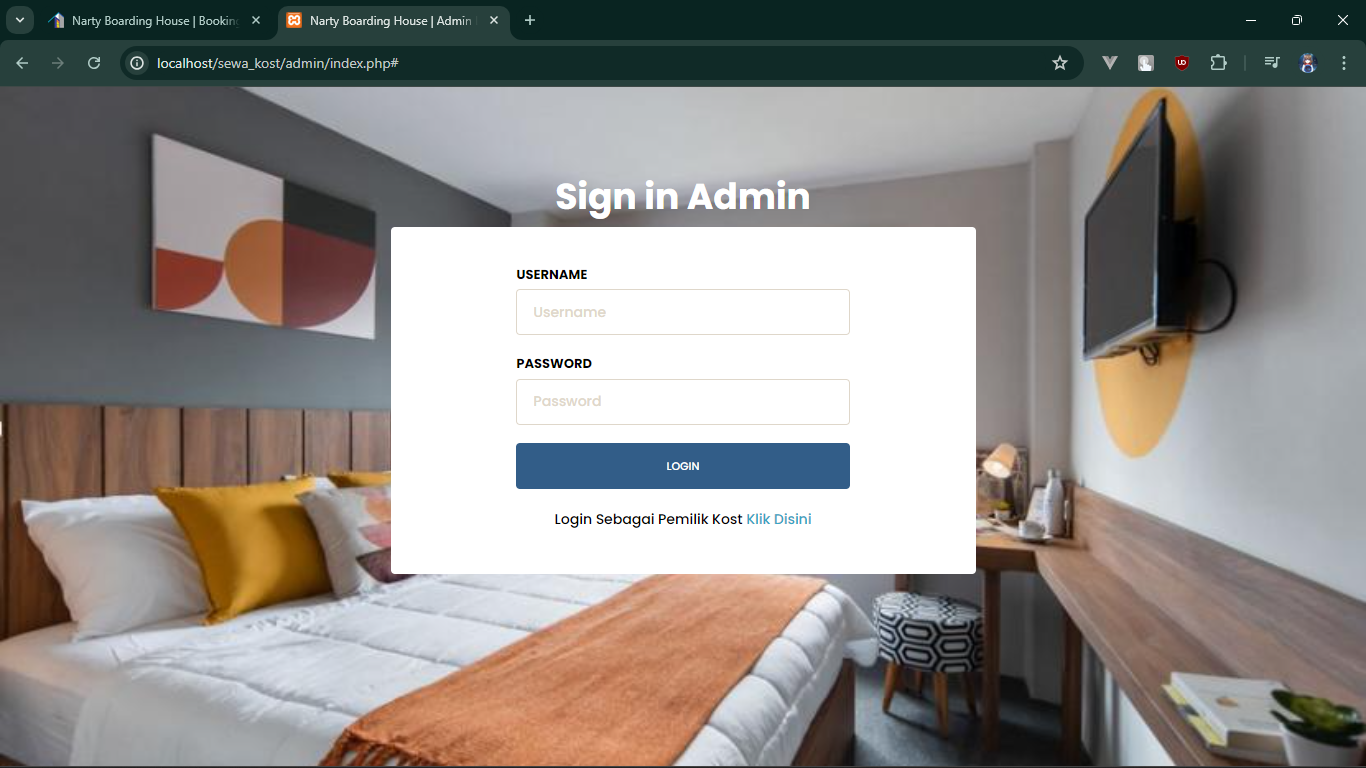 Narty Boarding House | Booking
Narty Boarding House | Admin
localhost/sewa_kost/admin/index.php#
Sign in Admin
USERNAME
Username
PASSWORD
Password
LOGIN
Login Sebagai Pemilik Kost Klik Disini